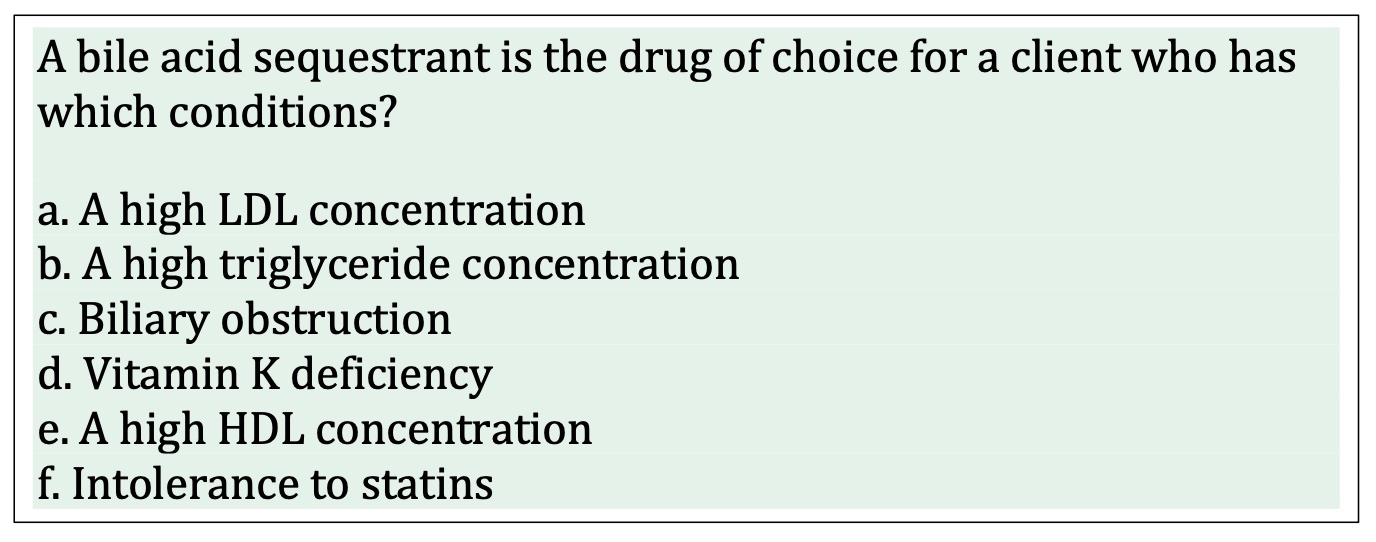 A bile acid sequestrant is the drug of choice for a client who has
which conditions?
a. A high LDL concentration
b. A high triglyceride concentration
c. Biliary obstruction
d. Vitamin K deficiency
e. A high HDL concentration
f. Intolerance to statins